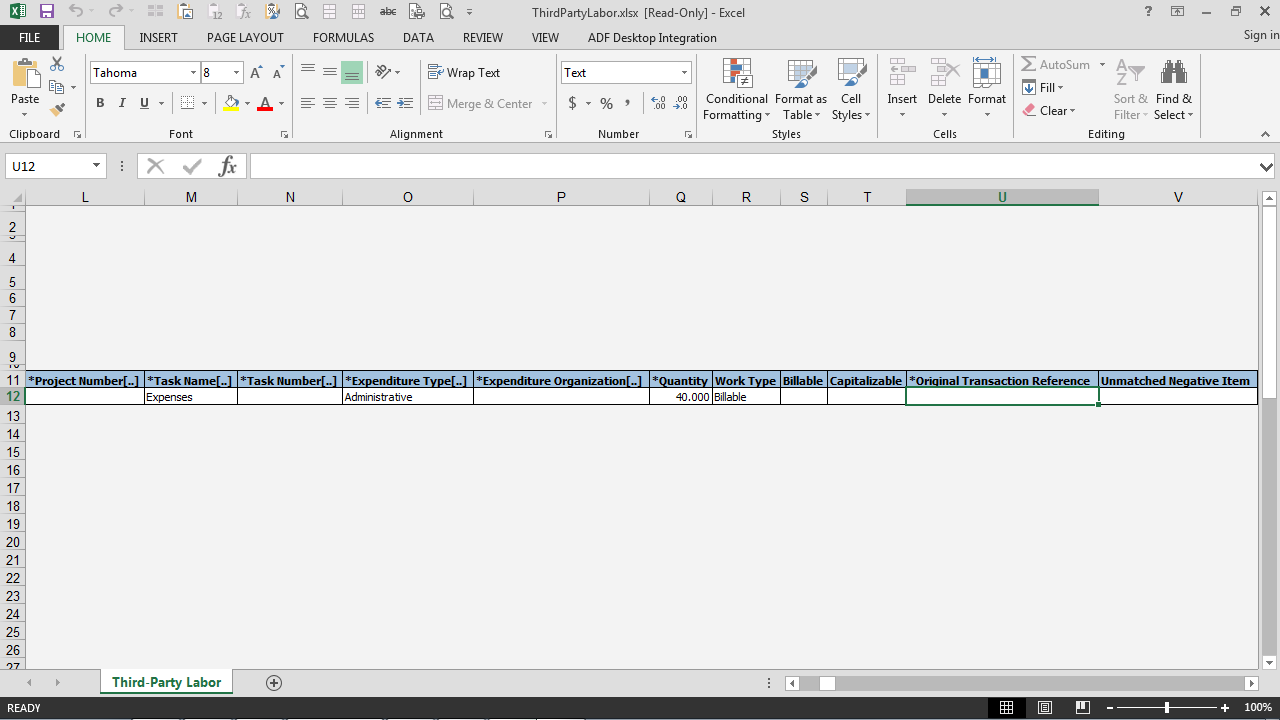 ThirdPartyLabor.xlsx [Read-Only] - Excel
FILE HOME INSERT PAGE LAYOUT FORMULAS DATA REVIEW VIEW ADF Desktop Integration Sign in
Tahoma 8 Wrap Text Text AutoSum
Paste Conditional Format as Cell Insert Delete Format Fill Sort & Find &
B I U Merge & Center $ % , Formatting Table Styles Clear Filter Select
Clipboard Font Alignment Number Styles Cells Editing
U12 fx
L M N O P Q R S T U V
2
4
5
6
7
8
9
11 *Project Number[..] *Task Name[..] *Task Number[..] *Expenditure Type[..] *Expenditure Organization[..] *Quantity Work Type Billable Capitalizable *Original Transaction Reference Unmatched Negative Item
12 Expenses Administrative 40.000 Billable
13
14
15
16
17
18
19
20
21
22
23
24
25
26
27
Third-Party Labor
READY 100%